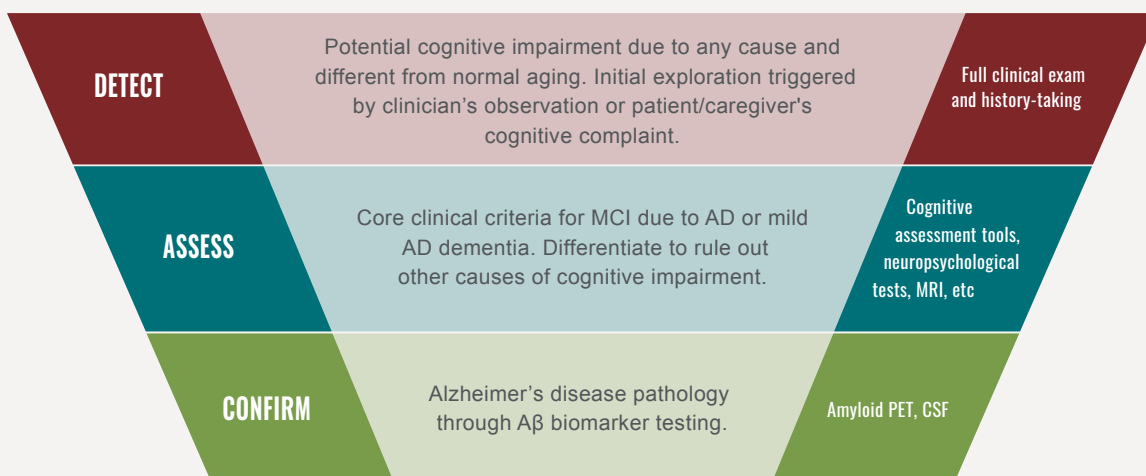 DETECT
Potential cognitive impairment due to any cause and
different from normal aging. Initial exploration triggered
by clinician’s observation or patient/caregiver's
cognitive complaint.
Full clinical exam
and history-taking
ASSESS
Core clinical criteria for MCI due to AD or mild
AD dementia. Differentiate to rule out
other causes of cognitive impairment.
Cognitive
assessment tools,
neuropsychological
tests, MRI, etc
CONFIRM
Alzheimer’s disease pathology
through Aβ biomarker testing.
Amyloid PET, CSF